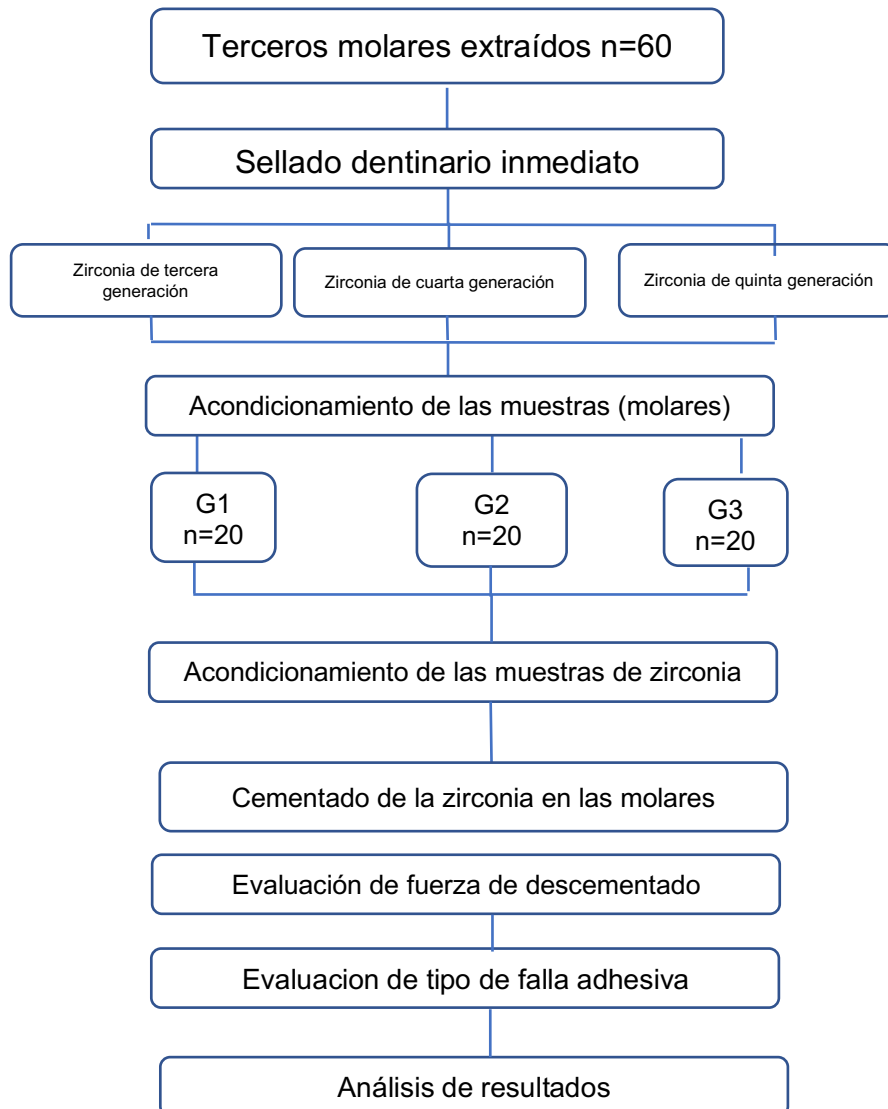 Terceros molares extraídos n=60
Sellado dentinario inmediato
Zirconia de tercera
generación
Zirconia de cuarta generación
Zirconia de quinta generación
Acondicionamiento de las muestras (molares)
G1
n=20
G2
n=20
G3
n=20
Acondicionamiento de las muestras de zirconia
Cementado de la zirconia en las molares
Evaluación de fuerza de descementado
Evaluacion de tipo de falla adhesiva
Análisis de resultados